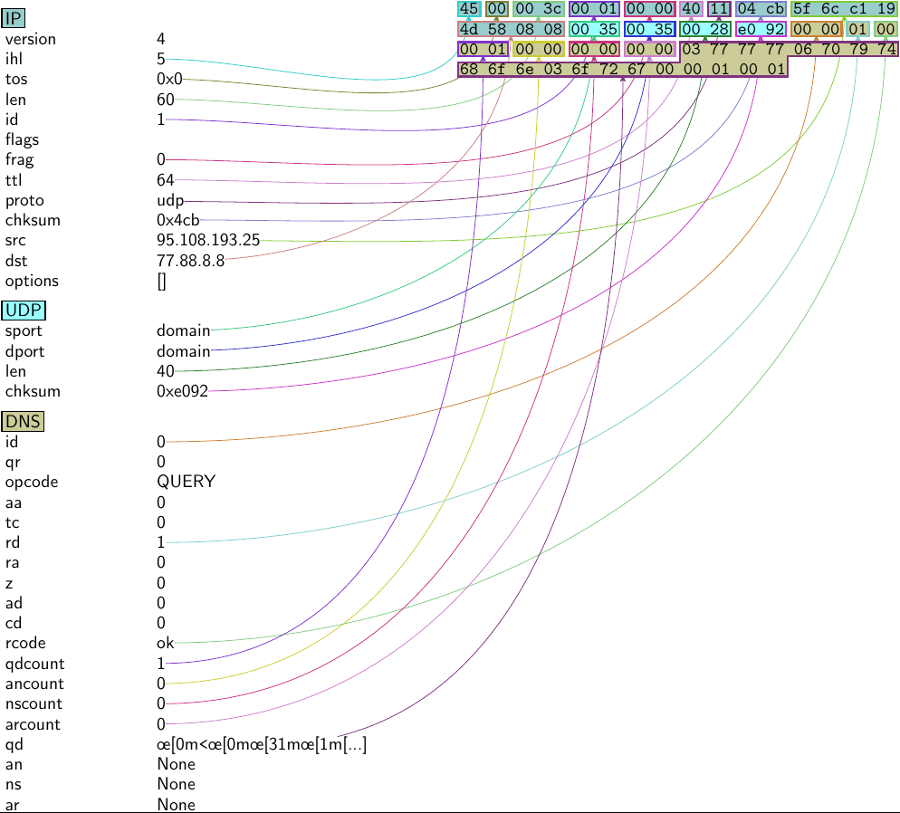 45 00 00 3c 00 01 00 00 40 11 04 cb 5f 6c c1 19
4d 58 08 08 00 35 00 35 00 28 e0 92 00 00 01 00
00 01 00 00 00 00 00 00 03 77 77 77 06 70 79 74
68 6f 6e 03 6f 72 67 00 00 01 00 01
IP
version 4
ihl 5
tos 0x0
len 60
id 1
flags
frag 0
ttl 64
proto udp
chksum 0x4cb
src 95.108.193.25
dst 77.88.8.8
options []
UDP
sport domain
dport domain
len 40
chksum 0xe092
DNS
id 0
qr 0
opcode QUERY
aa 0
tc 0
rd 1
ra 0
z 0
ad 0
cd 0
rcode ok
qdcount 1
ancount 0
nscount 0
arcount 0
qd œ[0m<œ[0mœ[31mœ[1m[...]
an None
ns None
ar None